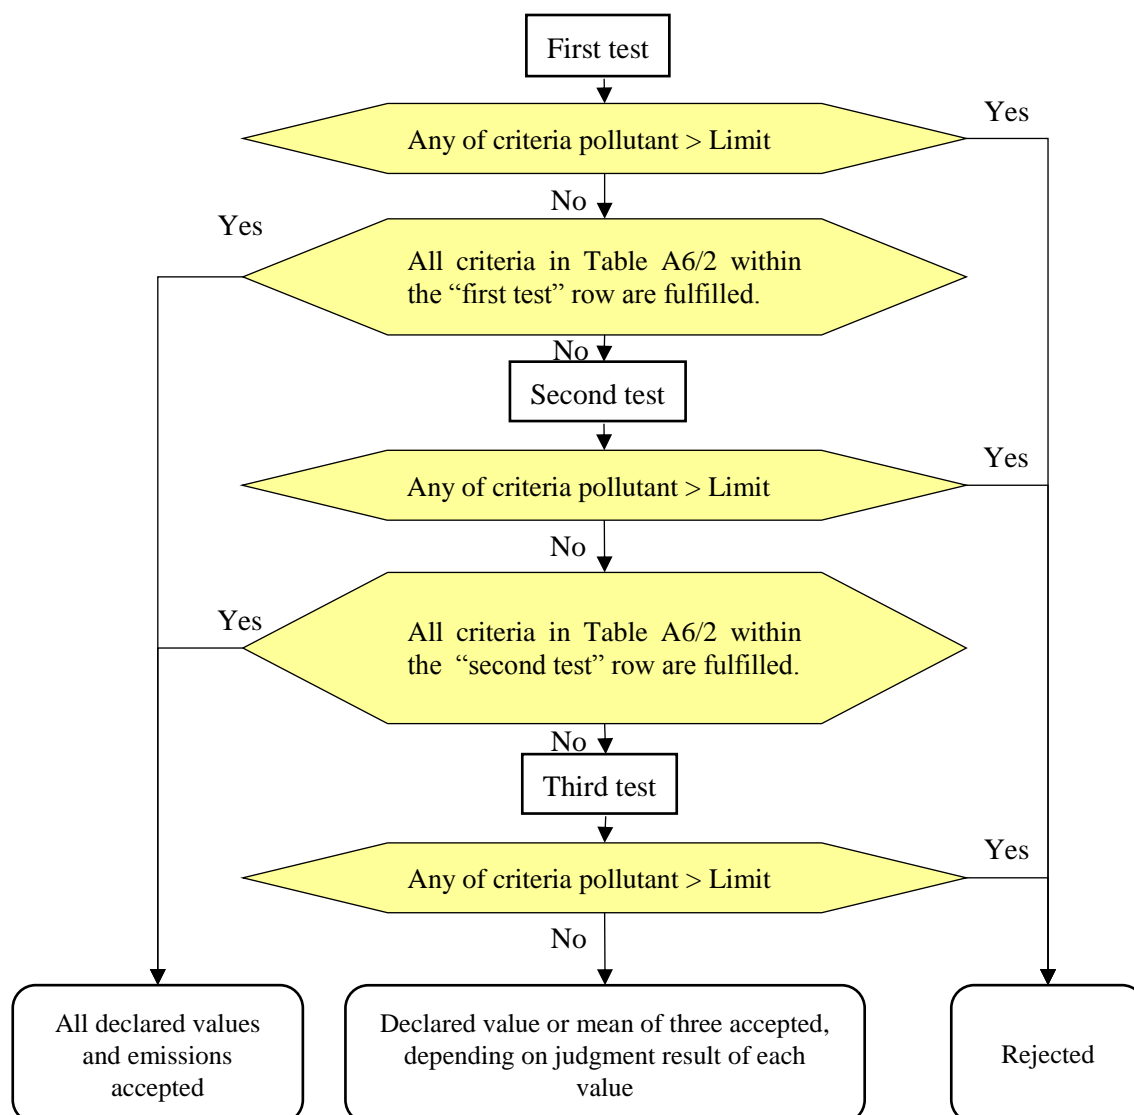 First test
Yes
Any of criteria pollutant > Limit
No
Yes
All criteria in Table A6/2 within
the “first test” row are fulfilled.
No
Second test
Yes
Any of criteria pollutant > Limit
No
Yes
All criteria in Table A6/2 within
the “second test” row are fulfilled.
No
Third test
Yes
Any of criteria pollutant > Limit
No
All declared values
and emissions
accepted
Declared value or mean of three accepted,
depending on judgment result of each
value
Rejected